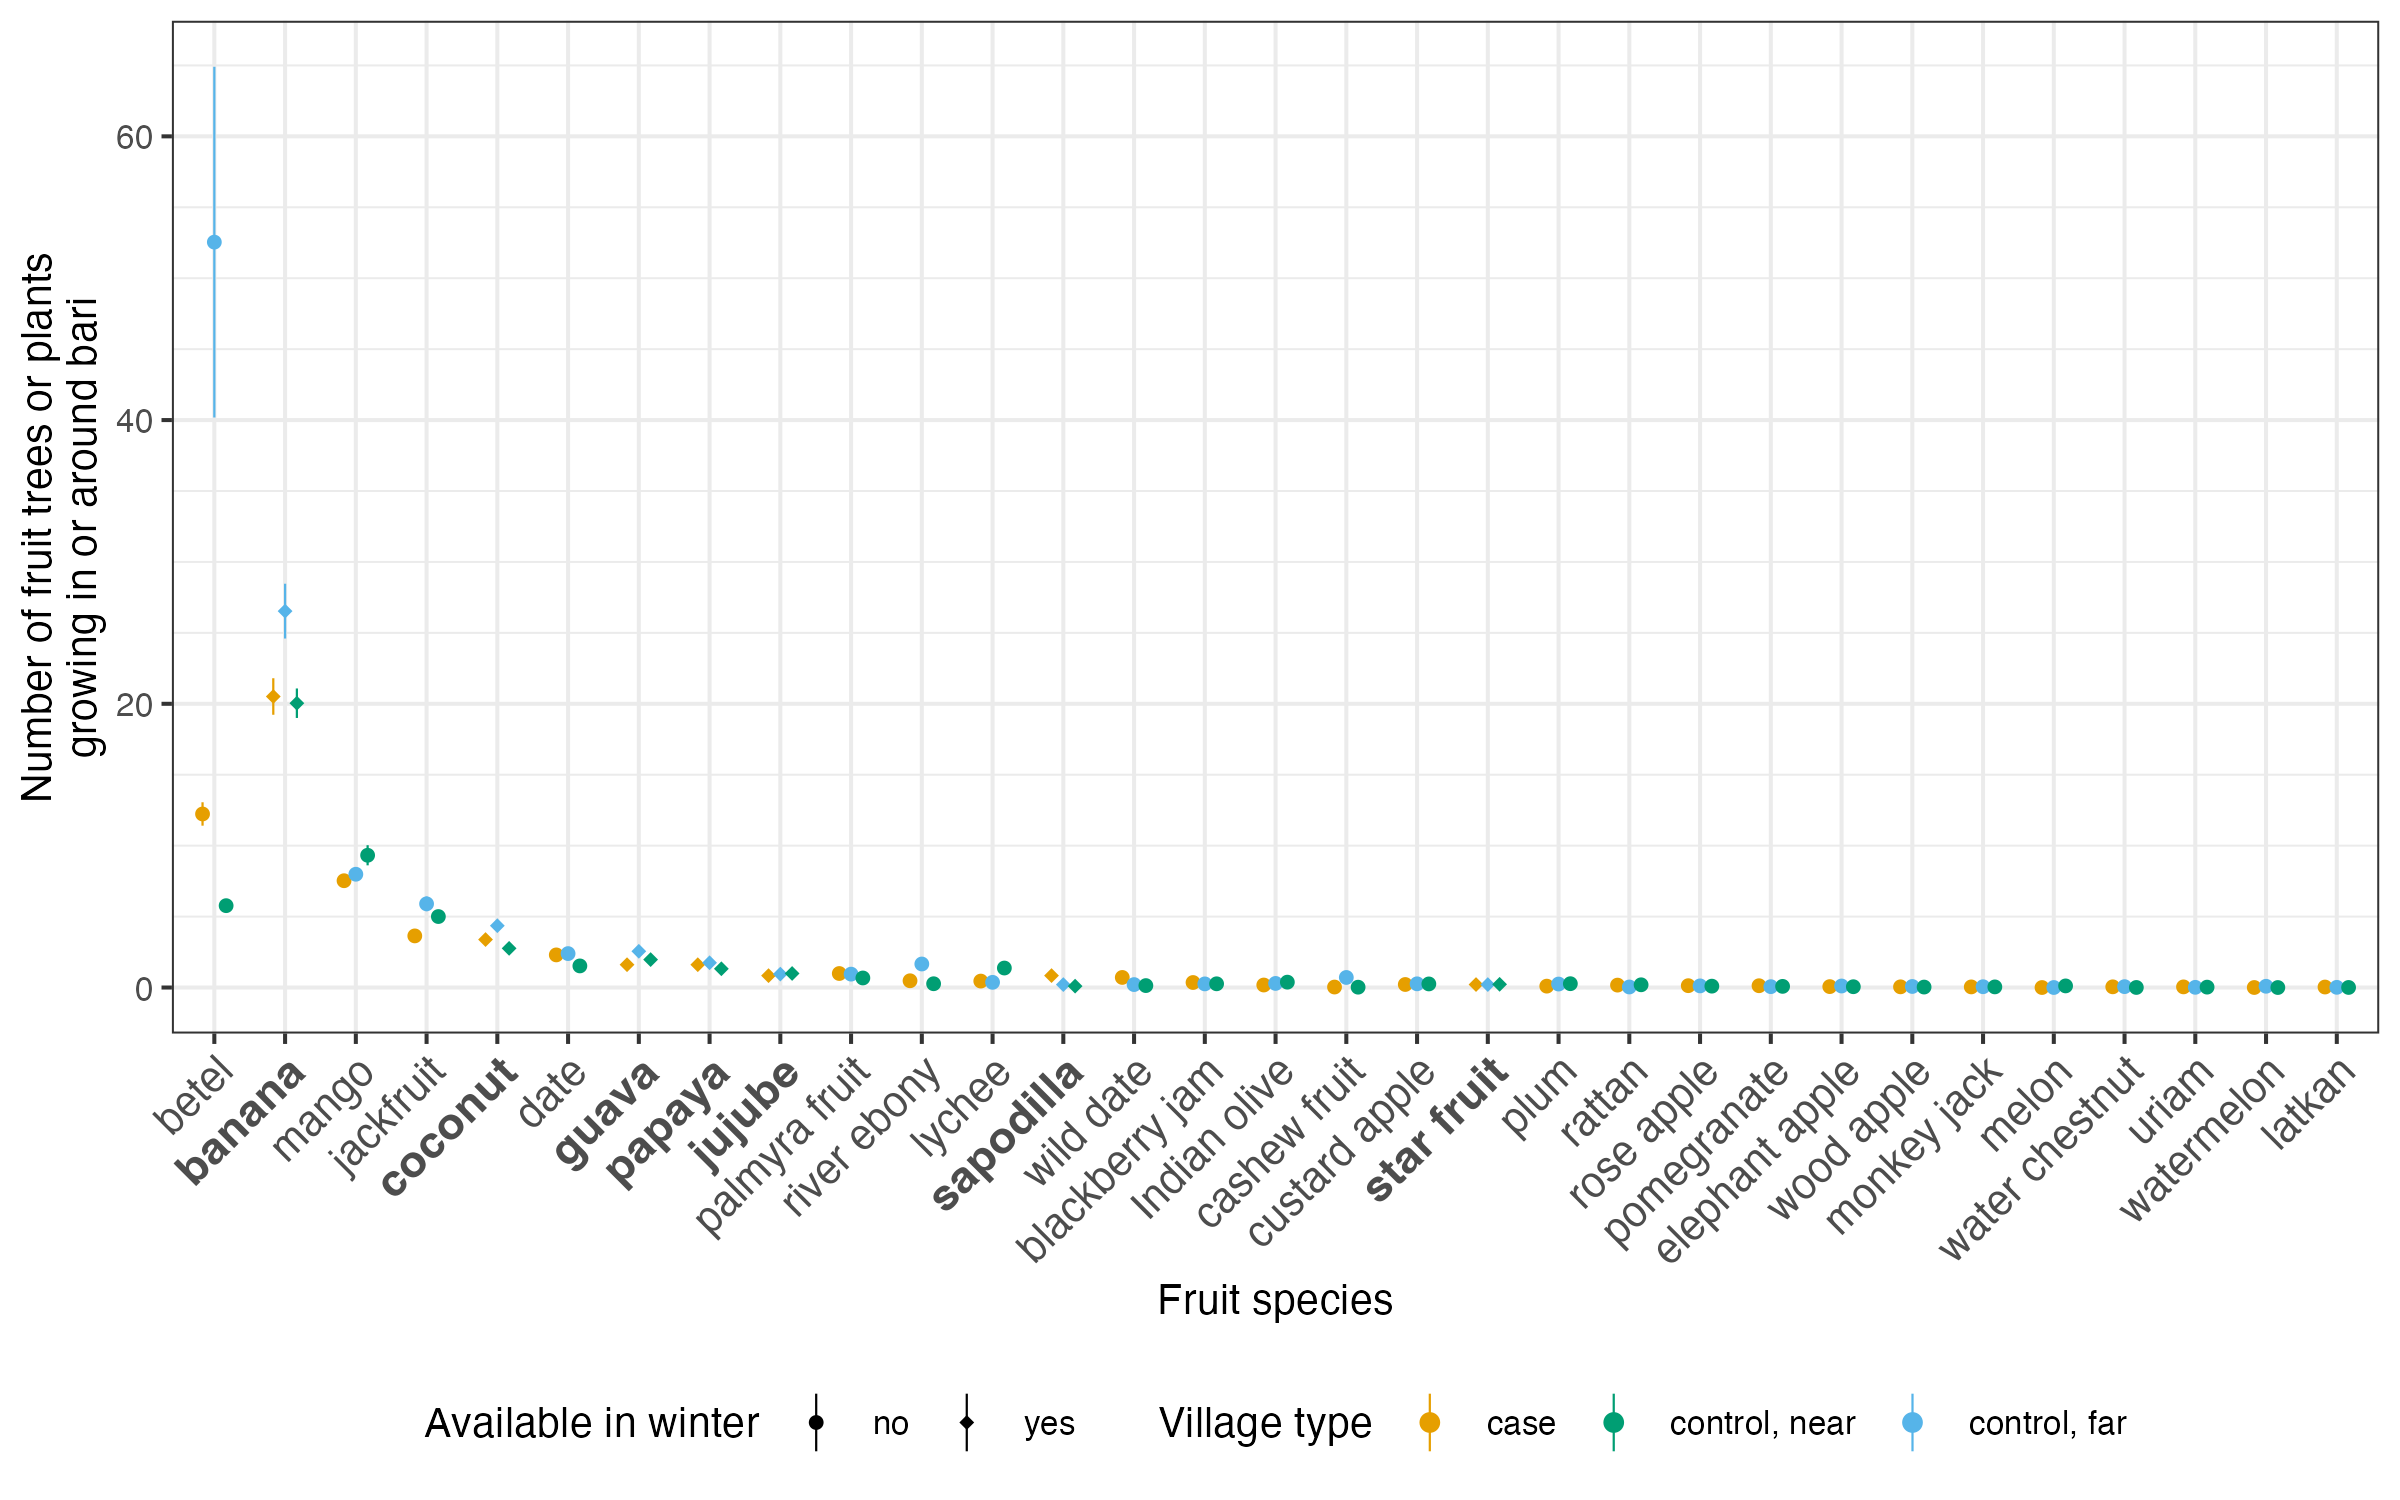 Number of fruit trees or plants
growing in or around bari
60
40
20
0
betel
banana
mango
jackfruit
coconut
date
guava
papaya
jujube
palmyra fruit
river ebony
lychee
sapodilla
wild date
blackberry jam
Indian olive
cashew fruit
custard apple
star fruit
plum
rattan
rose apple
pomegranate
elephant apple
wood apple
monkey jack
melon
water chestnut
uriam
watermelon
latkan
Fruit species
Available in winter no yes Village type case control, near control, far